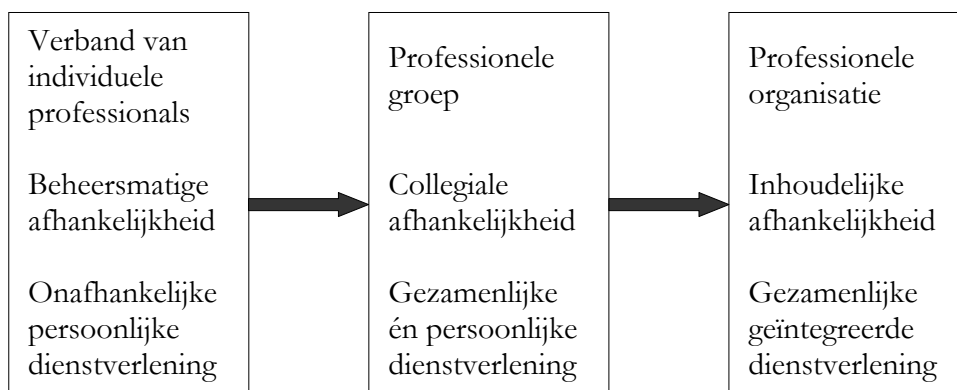 Verband van
individuele
professionals
Beheersmatige
afhankelijkheid
Onafhankelijke
persoonlijke
dienstverlening
Professionele
groep
Collegiale
afhankelijkheid
Gezamenlijke
én persoonlijke
dienstverlening
Professionele
organisatie
Inhoudelijke
afhankelijkheid
Gezamenlijke
geïntegreerde
dienstverlening